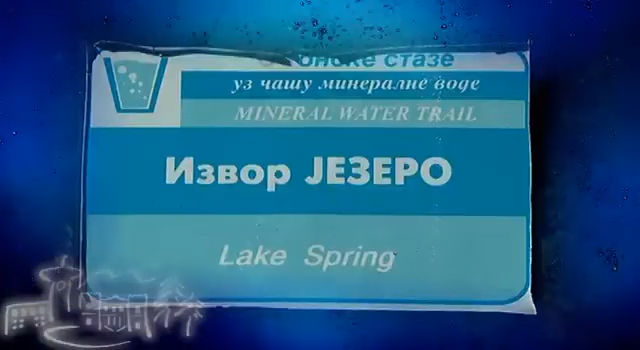 стазе
уз чашу минералне воде
MINERAL WATER TRAIL
Извор ЈЕЗЕРО
Lake Spring